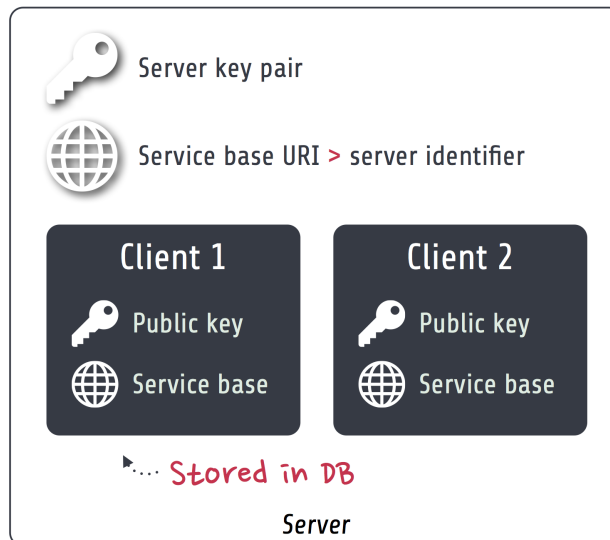 Server key pair
Service base URI > server identifier
Client 1
Public key
Service base
Client 2
Public key
Service base
Stored in DB
Server